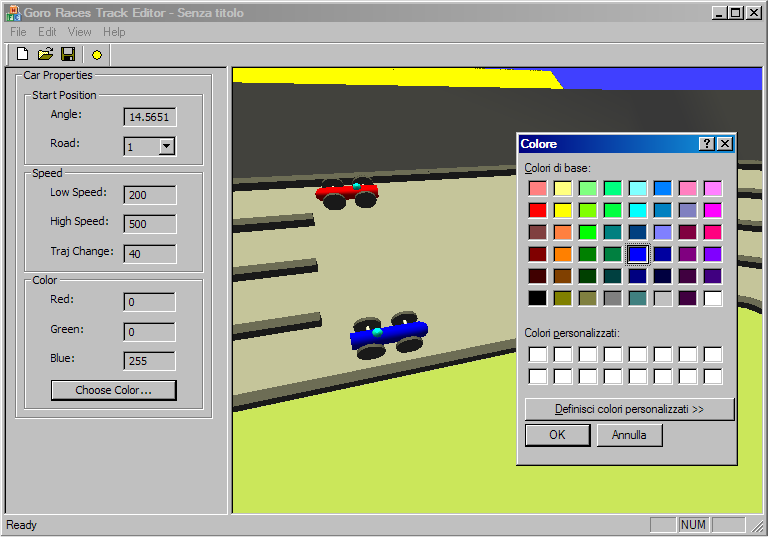 Goro Races Track Editor - Senza titolo
File Edit View Help
Car Properties
Start Position
Angle: 14.5651
Road: 1
Speed
Low Speed: 200
High Speed: 500
Traj Change: 40
Color
Red: 0
Green: 0
Blue: 255
Choose Color...
Colore
Colori di base:
Colori personalizzati:
Definisci colori personalizzati >>
OK Annulla
Ready NUM